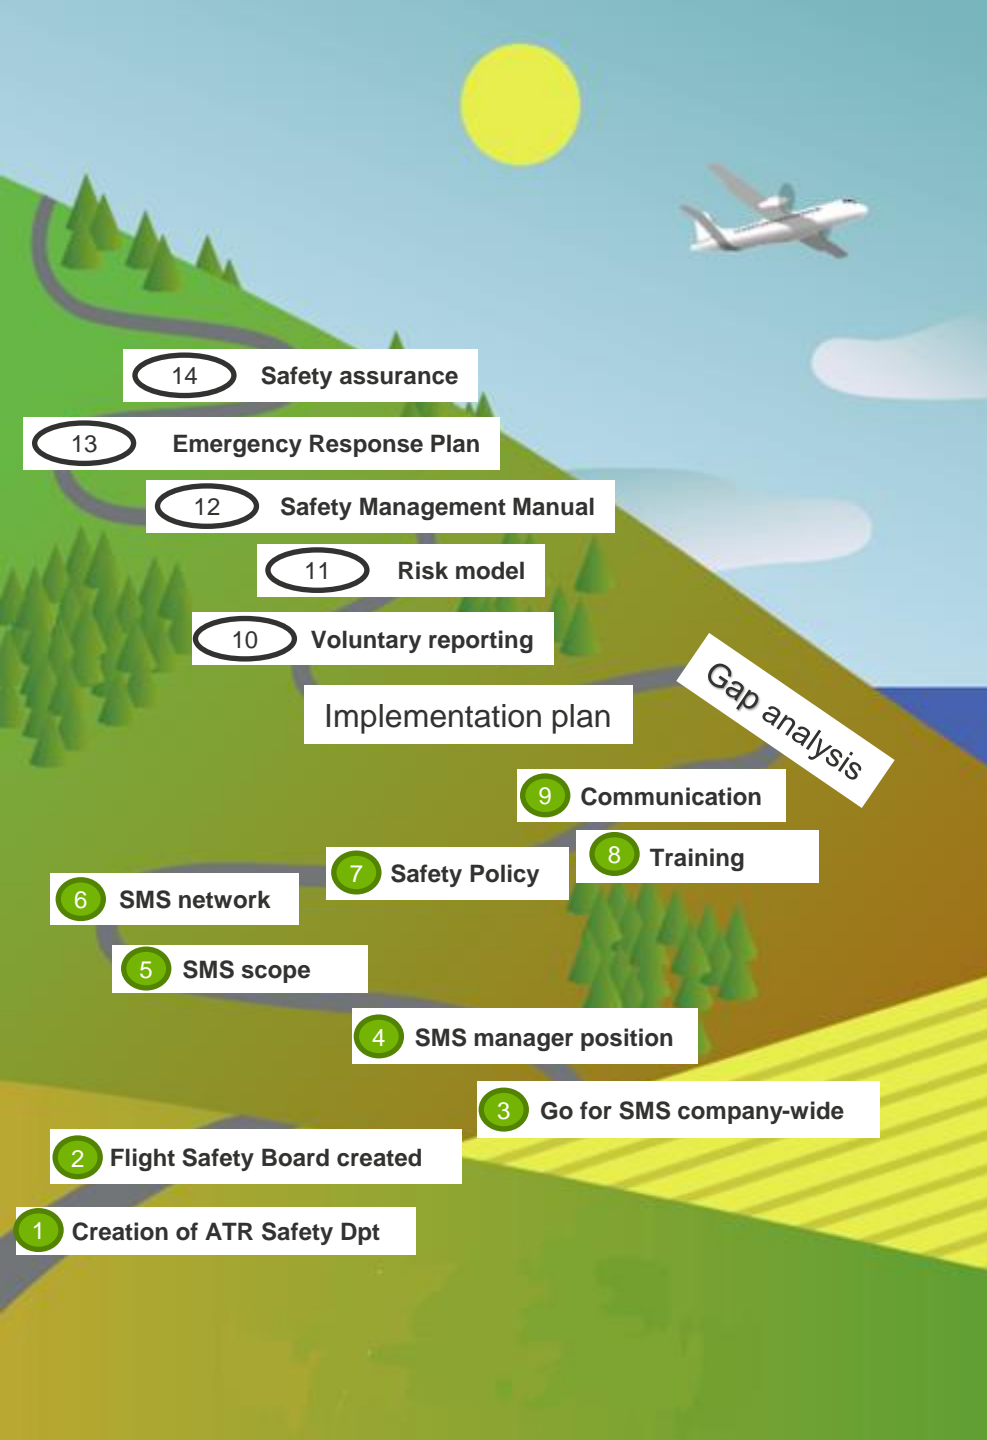 14 Safety assurance
13 Emergency Response Plan
12 Safety Management Manual
11 Risk model
10 Voluntary reporting
Gap analysis
Implementation plan
9 Communication
8 Training
7 Safety Policy
6 SMS network
5 SMS scope
4 SMS manager position
3 Go for SMS company-wide
2 Flight Safety Board created
1 Creation of ATR Safety Dpt